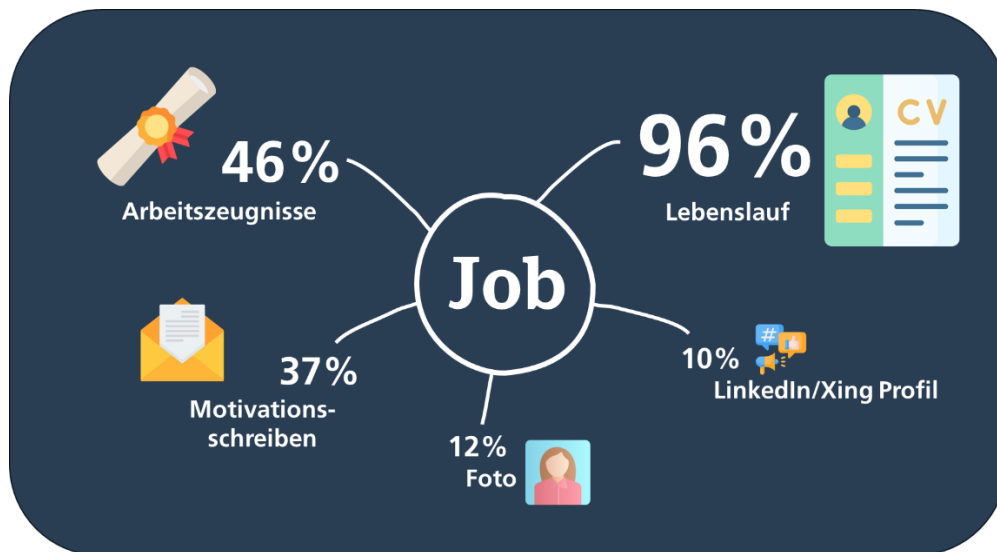 46%
Arbeitszeugnisse
96%
Lebenslauf
CV
Job
37%
Motivations-
schreiben
12%
Foto
10%
#
LinkedIn/Xing Profil